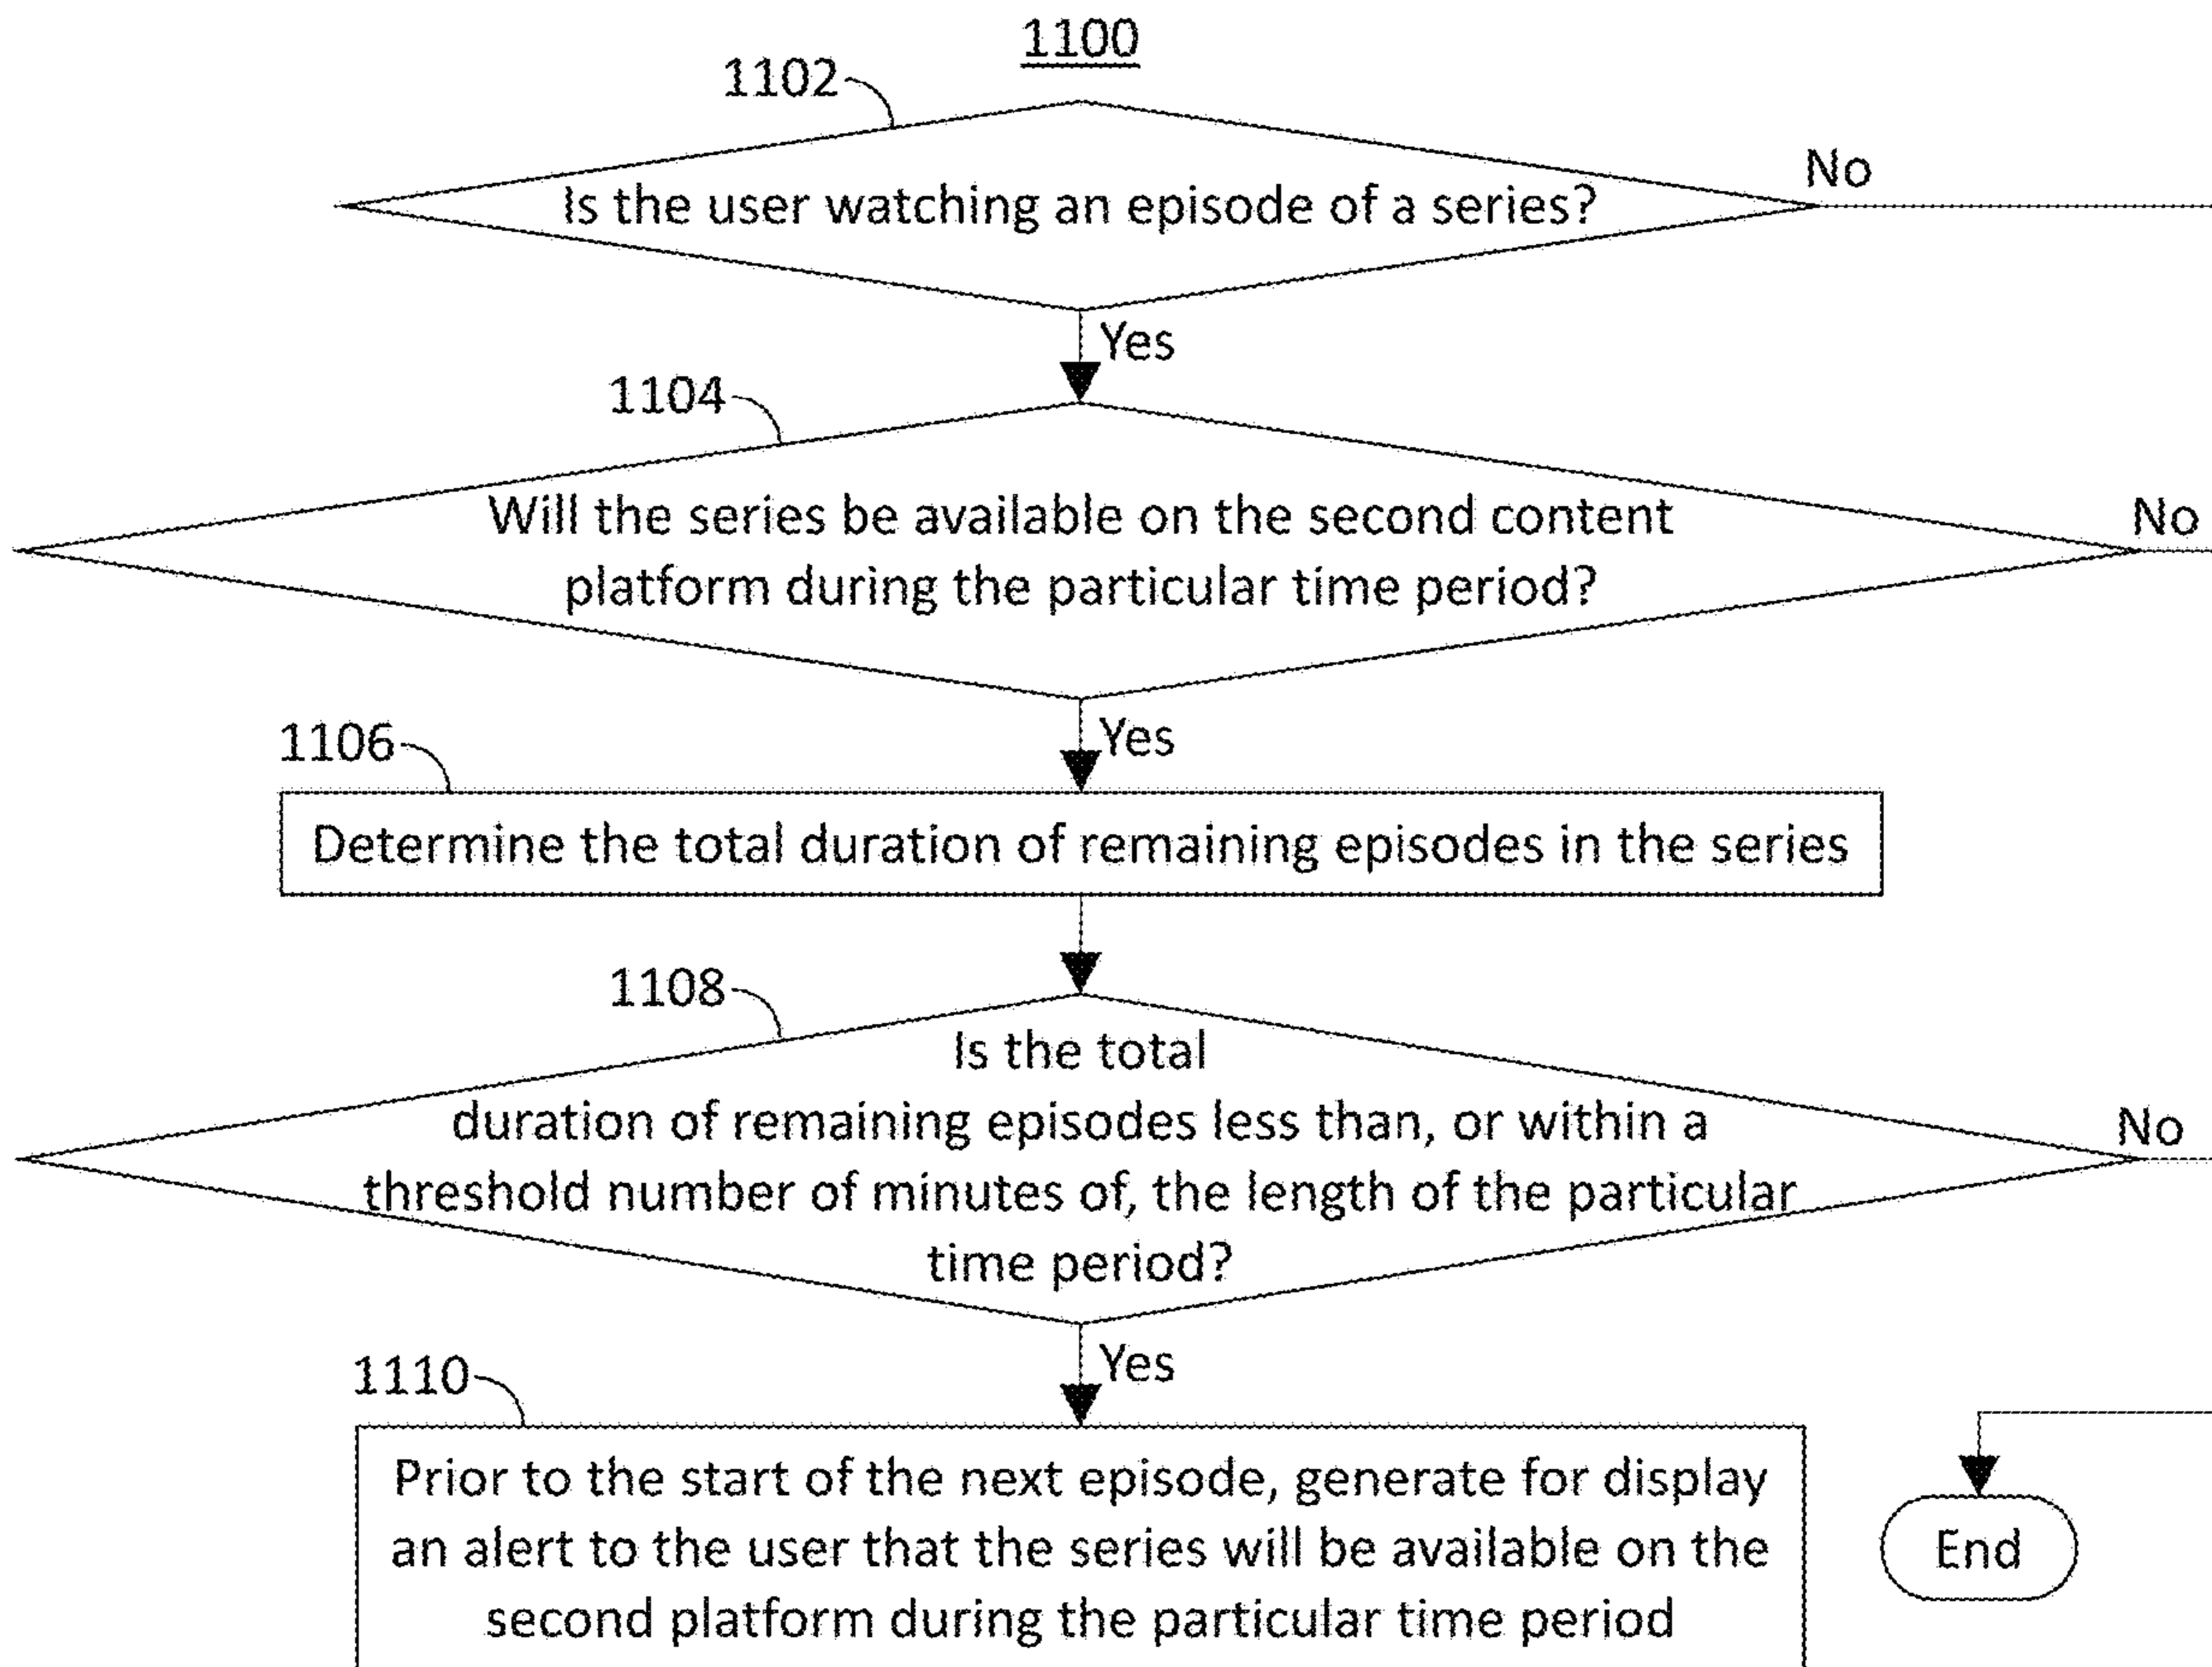 1100
1102
Is the user watching an episode of a series?
No
Yes
1104
Will the series be available on the second content
platform during the particular time period?
No
Yes
1106
Determine the total duration of remaining episodes in the series
1108
Is the total
duration of remaining episodes less than, or within a
threshold number of minutes of, the length of the particular
time period?
No
Yes
1110
Prior to the start of the next episode, generate for display
an alert to the user that the series will be available on the
second platform during the particular time period
End